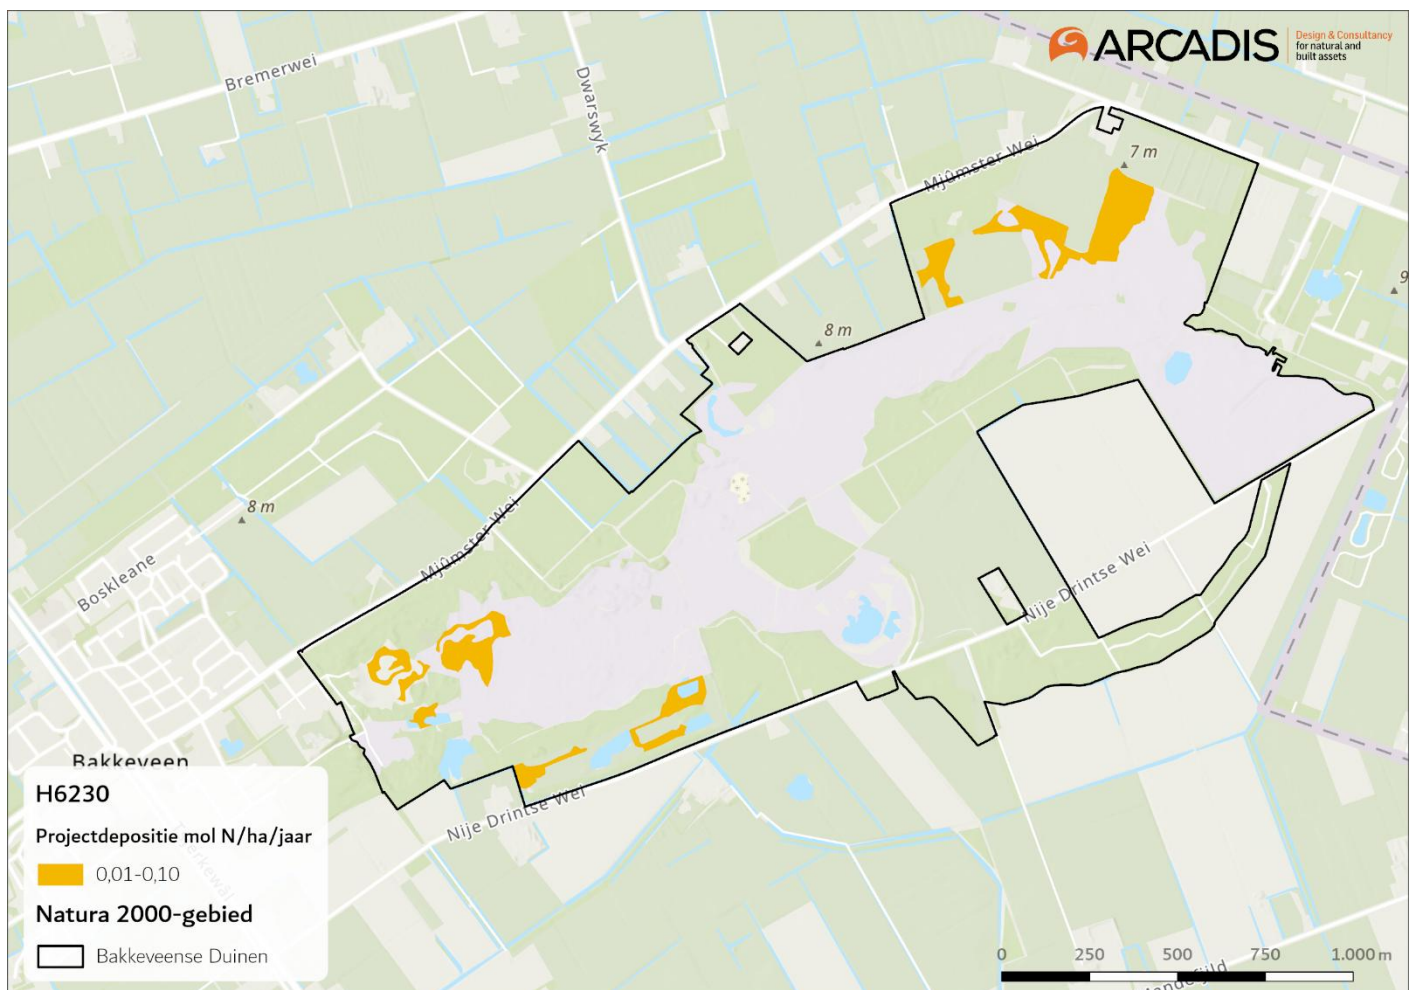 ARCADIS
Design & Consultancy
for natural and
built assets
Bremerwei
Dwarswyk
Mjûmster Wei
7 m
9
8 m
8 m
Mjûmster Wei
Boskleane
Nije Drintse Wei
Bakkeveen
Nije Drintse Wei
H6230
Projectdepositie mol N/ha/jaar
0,01-0,10
Natura 2000-gebied
Bakkeveense Duinen
0 250 500 750 1.000 m